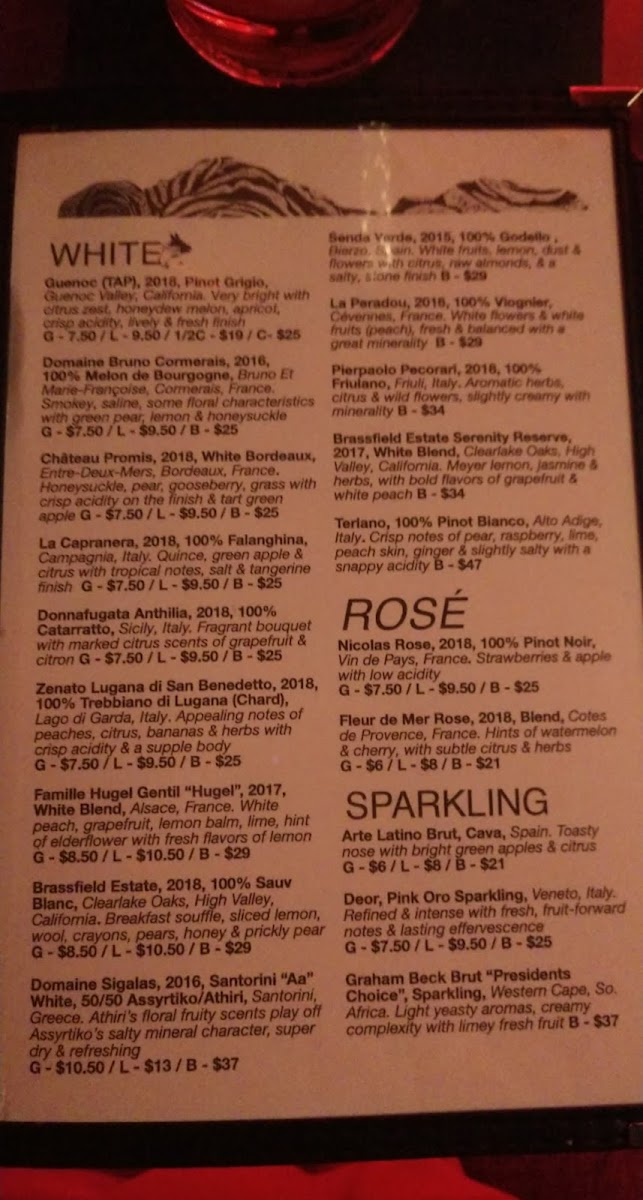 WHITE
Guenoc (TAP), 2018, Pinot Grigio,
Guenoc Valley, California. Very bright with
citrus zest, honeydew melon, apricot,
crisp acidity, lively & fresh finish
G - 7.50 / L - 9.50 / 1/2C - $19 / C- $25
Domaine Bruno Cormerais, 2016,
100% Melon de Bourgogne, Bruno Et
Marie-Françoise, Cormerais, France.
Smokey, saline, some floral characteristics
with green pear, lemon & honeysuckle
G - $7.50 / L - $9.50 / B - $25
Château Promis, 2018, White Bordeaux,
Entre-Deux-Mers, Bordeaux, France.
Honeysuckle, pear, gooseberry, grass with
crisp acidity on the finish & tart green
apple G - $7.50 / L - $9.50 / B - $25
La Capranera, 2018, 100% Falanghina,
Campagnia, Italy. Quince, green apple &
citrus with tropical notes, salt & tangerine
finish G - $7.50 / L - $9.50 / B - $25
Donnafugata Anthilia, 2018, 100%
Catarratto, Sicily, Italy. Fragrant bouquet
with marked citrus scents of grapefruit &
citron G - $7.50 / L - $9.50 / B - $25
Zenato Lugana di San Benedetto, 2018,
100% Trebbiano di Lugana (Chard),
Lago di Garda, Italy. Appealing notes of
peaches, citrus, bananas & herbs with
crisp acidity & a supple body
G - $7.50 / L - $9.50 / B - $25
Famille Hugel Gentil “Hugel”, 2017,
White Blend, Alsace, France. White
peach, grapefruit, lemon balm, lime, hint
of elderflower with fresh flavors of lemon
G - $8.50 / L - $10.50 / B - $29
Brassfield Estate, 2018, 100% Sauv
Blanc, Clearlake Oaks, High Valley,
California. Breakfast souffle, sliced lemon,
wool, crayons, pears, honey & prickly pear
G - $8.50 / L - $10.50 / B - $29
Domaine Sigalas, 2016, Santorini “Aa”
White, 50/50 Assyrtiko/Athiri, Santorini,
Greece. Athiri's floral fruity scents play off
Assyrtiko's salty mineral character, super
dry & refreshing
G - $10.50 / L - $13 / B - $37
Senda Verde, 2015, 100% Godello ,
Bierzo, Spain. White fruits, lemon, dust &
flowers with citrus, raw almonds, & a
salty, stone finish B - $29
La Peradou, 2016, 100% Viognier,
Cévennes, France. White flowers & white
fruits (peach), fresh & balanced with a
great minerality B - $29
Pierpaolo Pecorari, 2016, 100%
Friulano, Friuli, Italy. Aromatic herbs,
citrus & wild flowers, slightly creamy with
minerality B - $34
Brassfield Estate Serenity Reserve,
2017, White Blend, Clearlake Oaks, High
Valley, California. Meyer lemon, jasmine &
herbs, with bold flavors of grapefruit &
white peach B - $34
Terlano, 100% Pinot Bianco, Alto Adige,
Italy. Crisp notes of pear, raspberry, lime,
peach skin, ginger & slightly salty with a
snappy acidity B - $47
ROSÉ
Nicolas Rose, 2018, 100% Pinot Noir,
Vin de Pays, France. Strawberries & apple
with low acidity
G - $7.50 / L - $9.50 / B - $25
Fleur de Mer Rose, 2018, Blend, Cotes
de Provence, France. Hints of watermelon
& cherry, with subtle citrus & herbs
G - $6 / L - $8 / B - $21
SPARKLING
Arte Latino Brut, Cava, Spain. Toasty
nose with bright green apples & citrus
G - $6 / L - $8 / B - $21
Deor, Pink Oro Sparkling, Veneto, Italy.
Refined & intense with fresh, fruit-forward
notes & lasting effervescence
G - $7.50 / L - $9.50 / B - $25
Graham Beck Brut “Presidents
Choice”, Sparkling, Western Cape, So.
Africa. Light yeasty aromas, creamy
complexity with limey fresh fruit B - $37